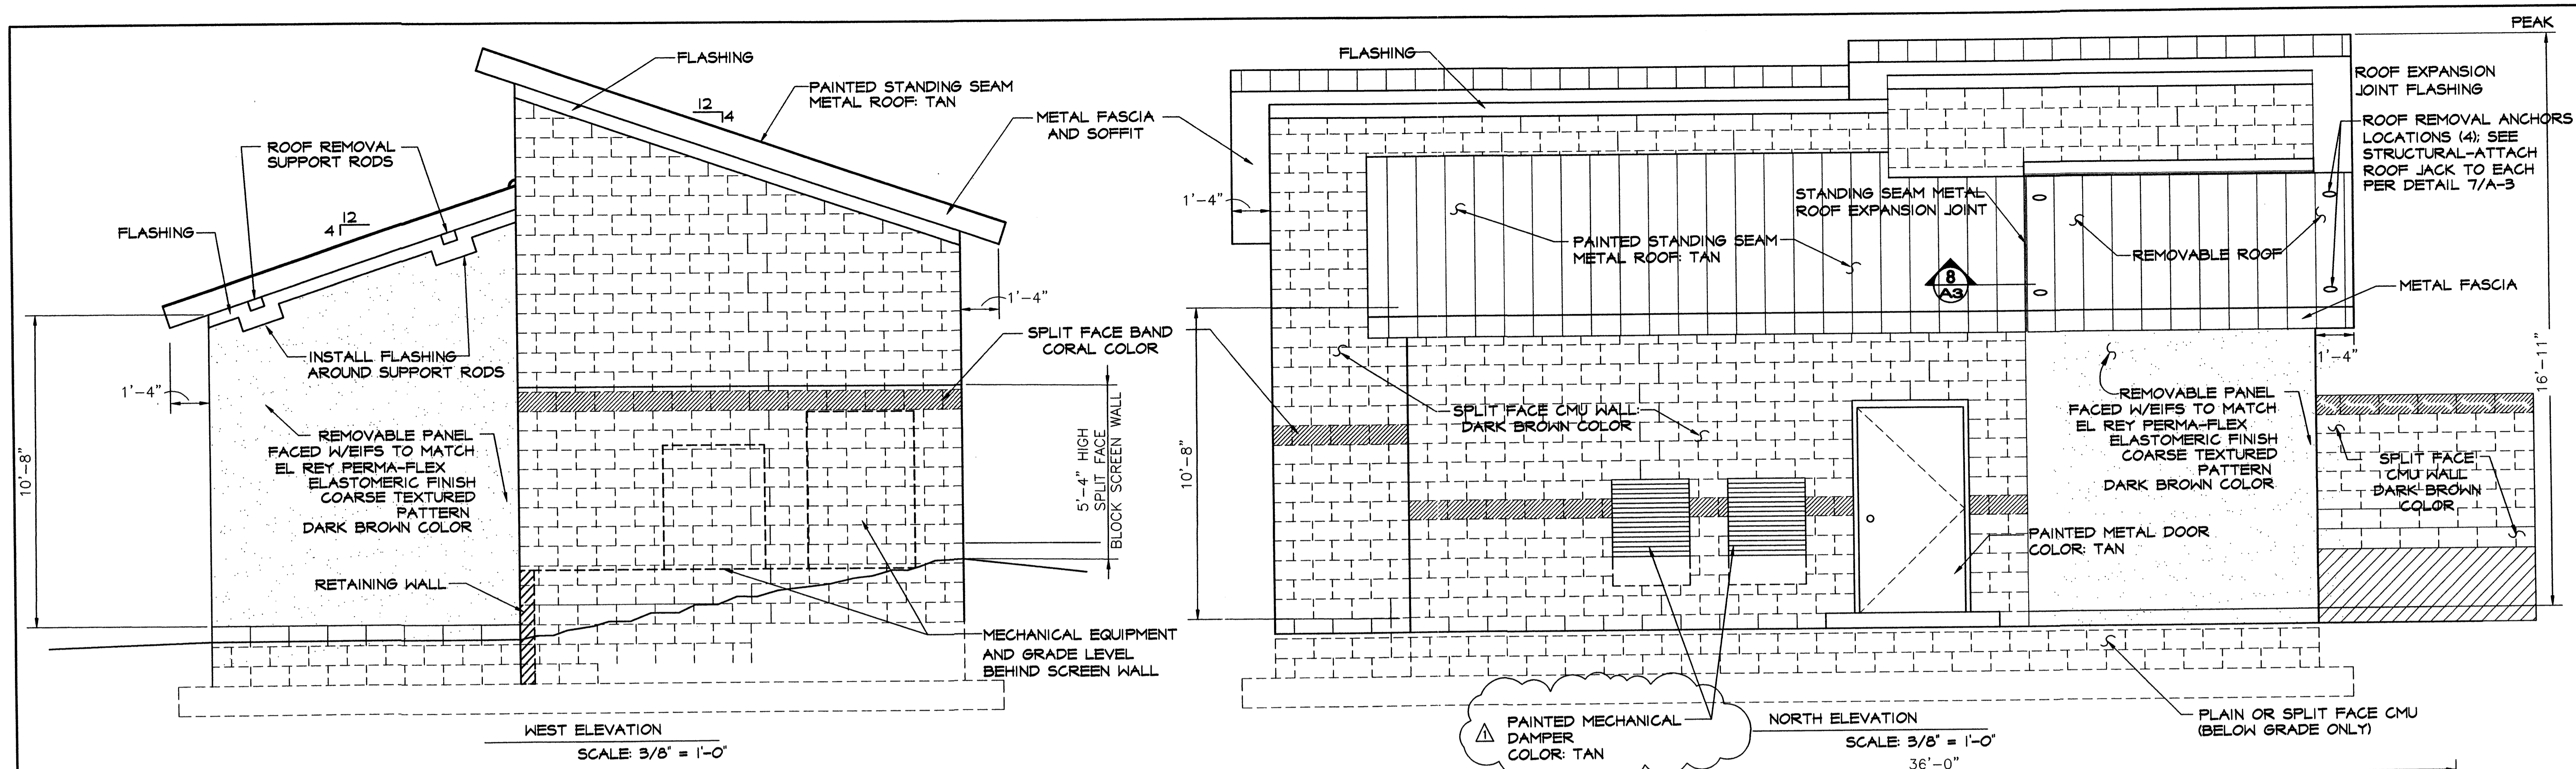 FLASHING
PAINTED STANDING SEAM
METAL ROOF: TAN
12
4
METAL FASCIA
AND SOFFIT
ROOF REMOVAL
SUPPORT RODS
12
4
FLASHING
1'-4"
INSTALL FLASHING
AROUND SUPPORT RODS
1'-4"
10'-8"
SPLIT FACE BAND
CORAL COLOR
REMOVABLE PANEL
FACED W/EIFS TO MATCH
EL REY PERMA-FLEX
ELASTOMERIC FINISH
COARSE TEXTURED
PATTERN
DARK BROWN COLOR
5'-4" HIGH
SPLIT FACE
BLOCK SCREEN WALL
RETAINING WALL
MECHANICAL EQUIPMENT
AND GRADE LEVEL
BEHIND SCREEN WALL
WEST ELEVATION
SCALE: 3/8" = 1'-0"
PEAK
FLASHING
ROOF EXPANSION
JOINT FLASHING
ROOF REMOVAL ANCHORS
LOCATIONS (4); SEE
STRUCTURAL-ATTACH
ROOF JACK TO EACH
PER DETAIL 7/A-3
1'-4"
STANDING SEAM METAL
ROOF EXPANSION JOINT
PAINTED STANDING SEAM
METAL ROOF: TAN
8
A3
REMOVABLE ROOF
METAL FASCIA
1'-4"
16'-11"
10'-8"
SPLIT FACE CMU WALL:
DARK BROWN COLOR
REMOVABLE PANEL
FACED W/EIFS TO MATCH
EL REY PERMA-FLEX
ELASTOMERIC FINISH
COARSE TEXTURED
PATTERN
DARK BROWN COLOR
SPLIT FACE
CMU WALL
DARK BROWN
COLOR
PAINTED METAL DOOR
COLOR: TAN
1
PAINTED MECHANICAL
DAMPER
COLOR: TAN
NORTH ELEVATION
SCALE: 3/8" = 1'-0"
36'-0"
PLAIN OR SPLIT FACE CMU
(BELOW GRADE ONLY)